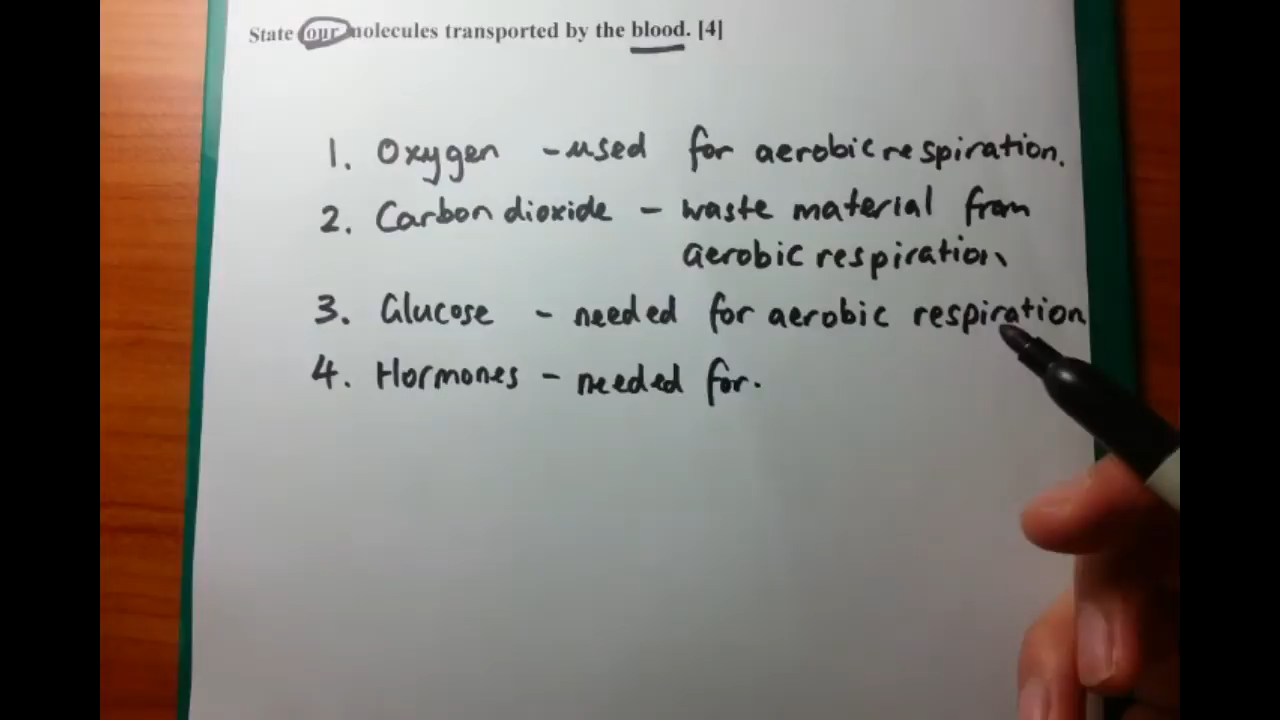 State our molecules transported by the blood. [4]
1. Oxygen - used for aerobic respiration.
2. Carbon dioxide - waste material from
aerobic respiration
3. Glucose - needed for aerobic respiration
4. Hormones - needed for.